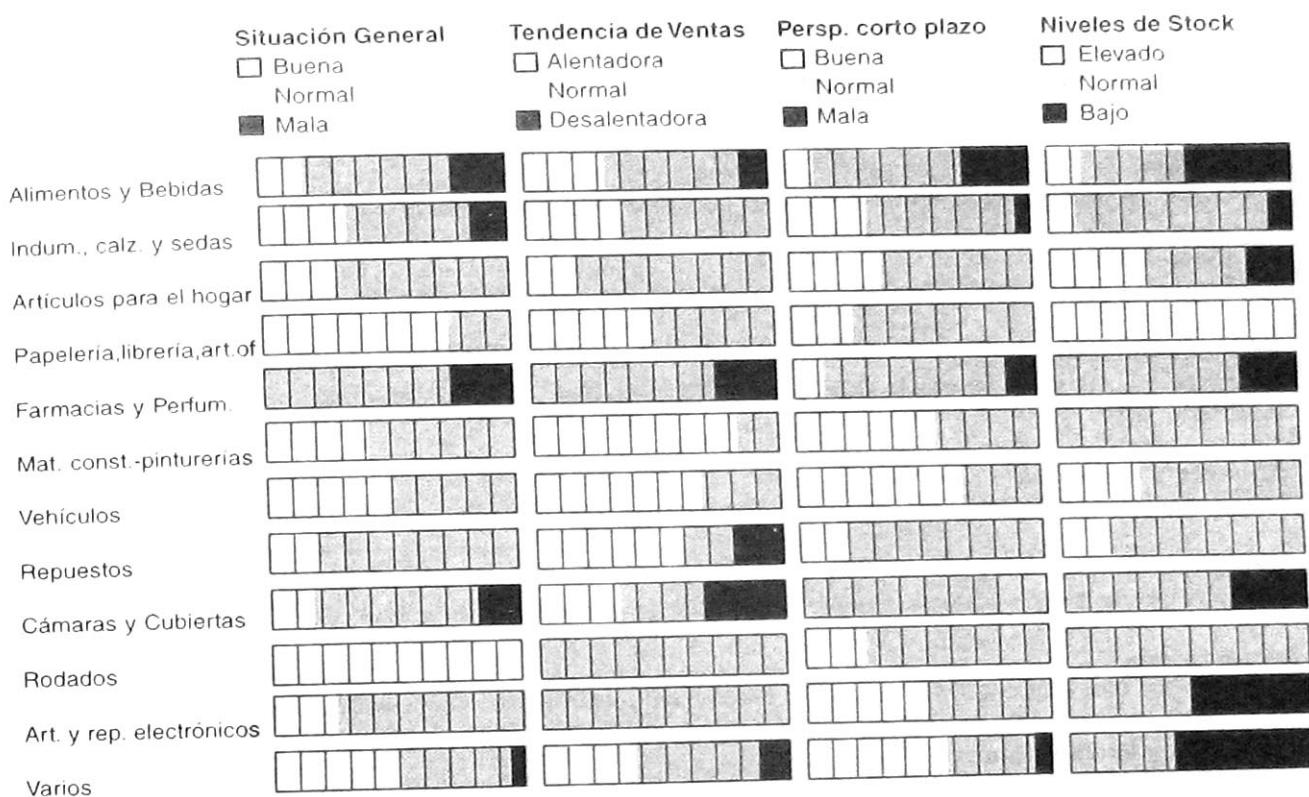 Situación General
Buena
Normal
Mala
Tendencia de Ventas
Alentadora
Normal
Desalentadora
Persp. corto plazo
Buena
Normal
Mala
Niveles de Stock
Elevado
Normal
Bajo
Alimentos y Bebidas
Indum., calz. y sedas
Artículos para el hogar
Papelería,librería,art.of
Farmacias y Perfum.
Mat. const.-pinturerias
Vehículos
Repuestos
Cámaras y Cubiertas
Rodados
Art. y rep. electrónicos
Varios